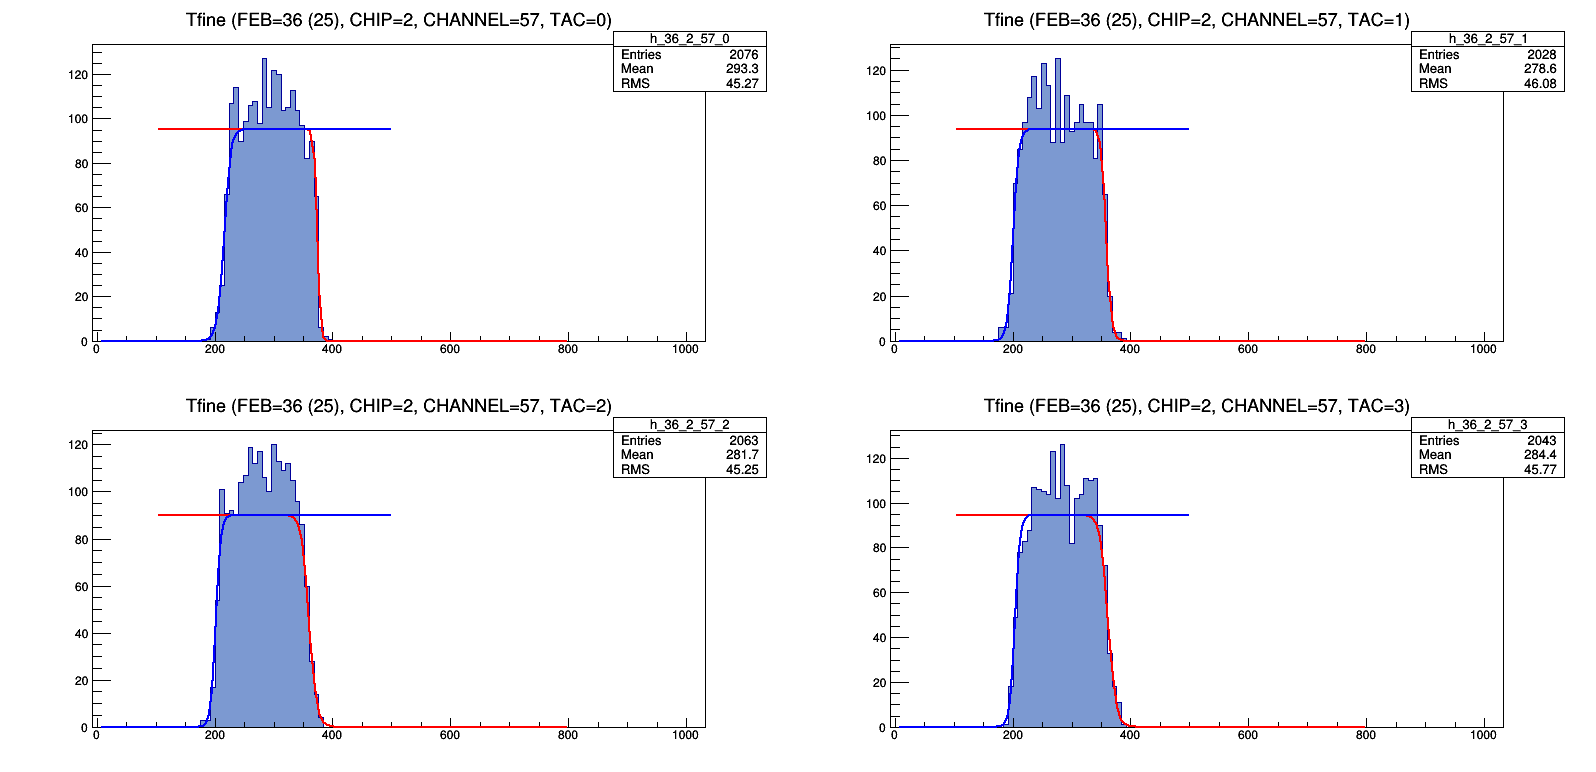 Tfine (FEB=36 (25), CHIP=2, CHANNEL=57, TAC=0)
h_36_2_57_0
Entries 2076
Mean 293.3
RMS 45.27
120
100
80
60
40
20
0
0 200 400 600 800 1000
Tfine (FEB=36 (25), CHIP=2, CHANNEL=57, TAC=1)
h_36_2_57_1
Entries 2028
Mean 278.6
RMS 46.08
120
100
80
60
40
20
0
0 200 400 600 800 1000
Tfine (FEB=36 (25), CHIP=2, CHANNEL=57, TAC=2)
h_36_2_57_2
Entries 2063
Mean 281.7
RMS 45.25
120
100
80
60
40
20
0
0 200 400 600 800 1000
Tfine (FEB=36 (25), CHIP=2, CHANNEL=57, TAC=3)
h_36_2_57_3
Entries 2043
Mean 284.4
RMS 45.77
120
100
80
60
40
20
0
0 200 400 600 800 1000